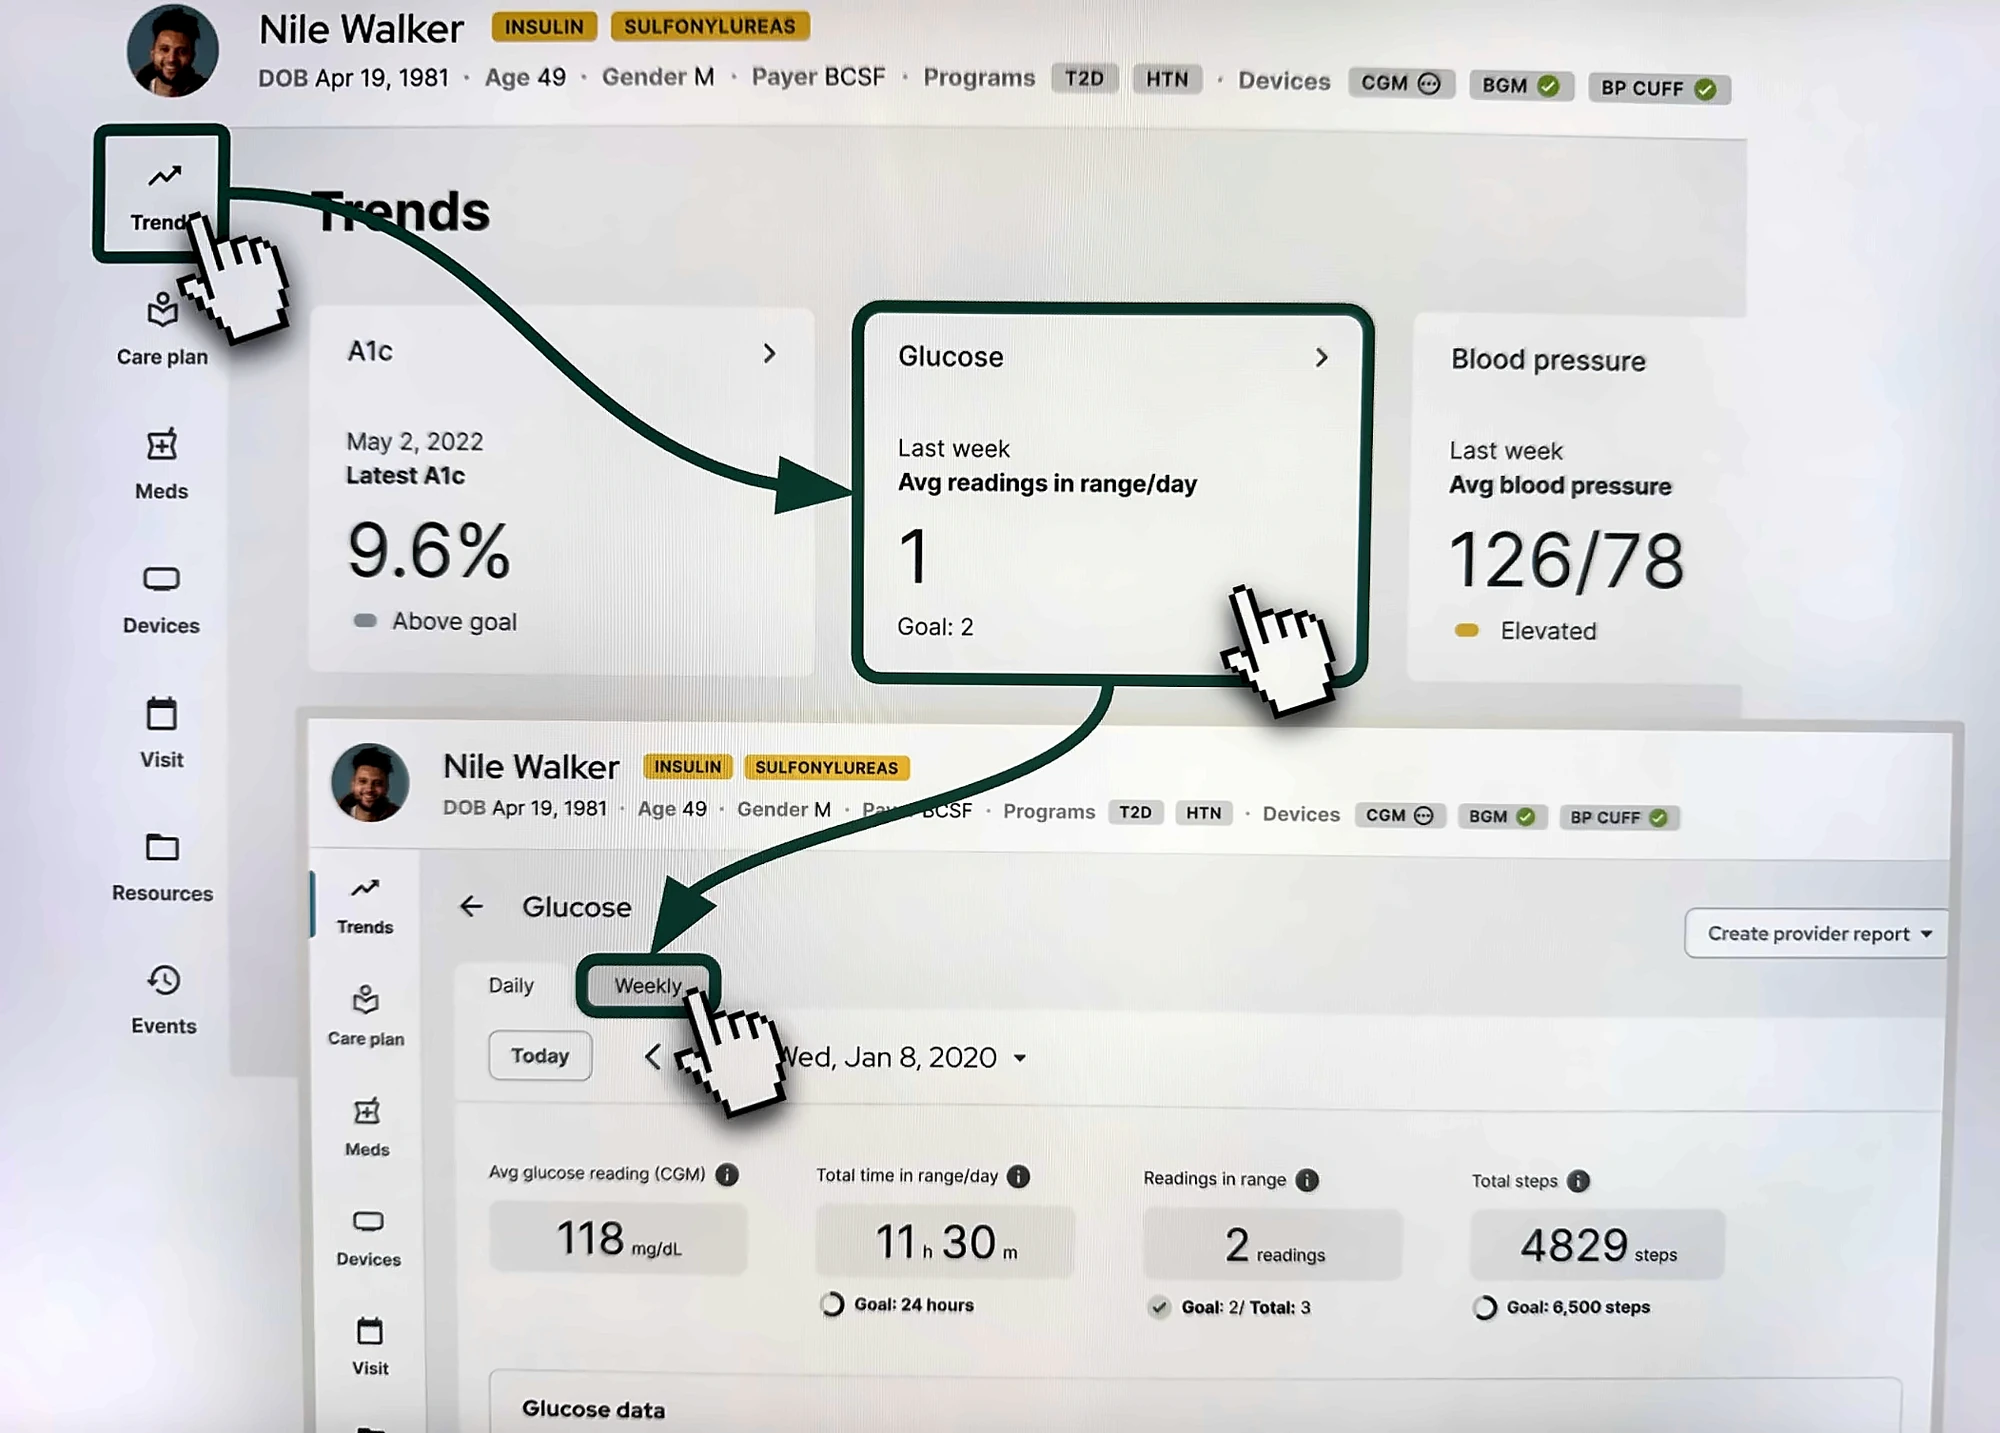 Nile Walker INSULIN SULFONYLUREAS
DOB Apr 19, 1981 · Age 49 · Gender M · Payer BCSF · Programs T2D HTN · Devices CGM BGM BP CUFF
Trends
Care plan
Meds
Devices
Visit
Resources
Events
Trends
A1c
May 2, 2022
Latest A1c
9.6%
Above goal
Glucose
Last week
Avg readings in range/day
1
Goal: 2
Blood pressure
Last week
Avg blood pressure
126/78
Elevated
Nile Walker INSULIN SULFONYLUREAS
DOB Apr 19, 1981 · Age 49 · Gender M · Payer BCSF · Programs T2D HTN · Devices CGM BGM BP CUFF
Trends
Care plan
Meds
Devices
Visit
Glucose
Create provider report
Daily Weekly
Today Wed, Jan 8, 2020
Avg glucose reading (CGM)
118 mg/dL
Total time in range/day
11 h 30 m
Goal: 24 hours
Readings in range
2 readings
Goal: 2/ Total: 3
Total steps
4829 steps
Goal: 6,500 steps
Glucose data